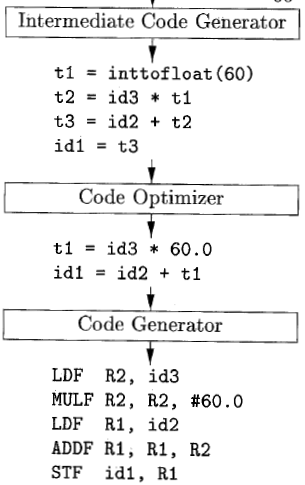 Intermediate Code Generator
t1 = inttofloat(60)
t2 = id3 * t1
t3 = id2 + t2
id1 = t3
Code Optimizer
t1 = id3 * 60.0
id1 = id2 + t1
Code Generator
LDF R2, id3
MULF R2, R2, #60.0
LDF R1, id2
ADDF R1, R1, R2
STF id1, R1